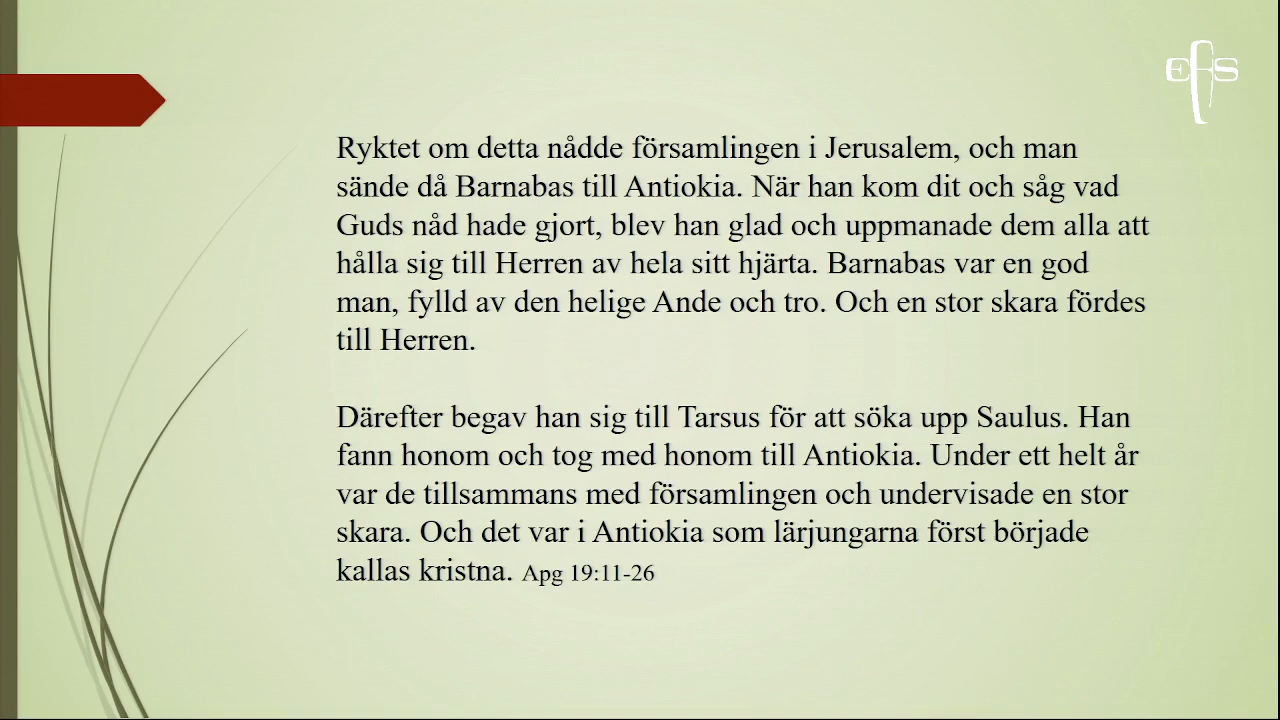 EFS
Ryktet om detta nådde församlingen i Jerusalem, och man
sände då Barnabas till Antiokia. När han kom dit och såg vad
Guds nåd hade gjort, blev han glad och uppmanade dem alla att
hålla sig till Herren av hela sitt hjärta. Barnabas var en god
man, fylld av den helige Ande och tro. Och en stor skara fördes
till Herren.
Därefter begav han sig till Tarsus för att söka upp Saulus. Han
fann honom och tog med honom till Antiokia. Under ett helt år
var de tillsammans med församlingen och undervisade en stor
skara. Och det var i Antiokia som lärjungarna först började
kallas kristna. Apg 19:11-26